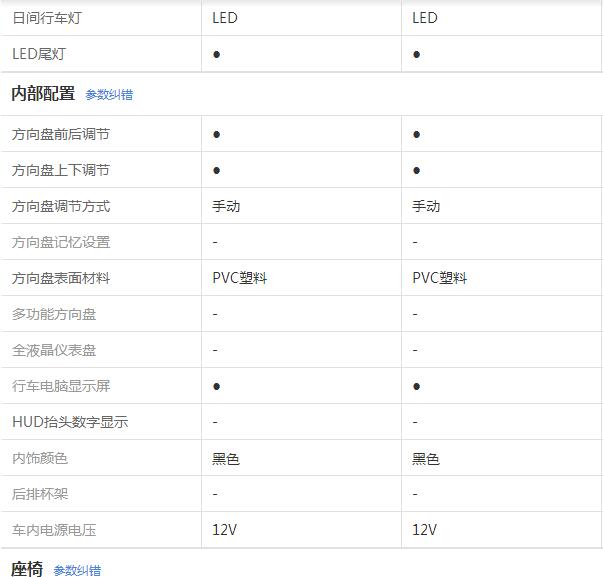 日间行车灯 LED LED
LED尾灯 ● ●
内部配置 参数纠错
方向盘前后调节 ● ●
方向盘上下调节 ● ●
方向盘调节方式 手动 手动
方向盘记忆设置 - -
方向盘表面材料 PVC塑料 PVC塑料
多功能方向盘 - -
全液晶仪表盘 - -
行车电脑显示屏 ● ●
HUD抬头数字显示 - -
内饰颜色 黑色 黑色
后排杯架 - -
车内电源电压 12V 12V
座椅 参数纠错